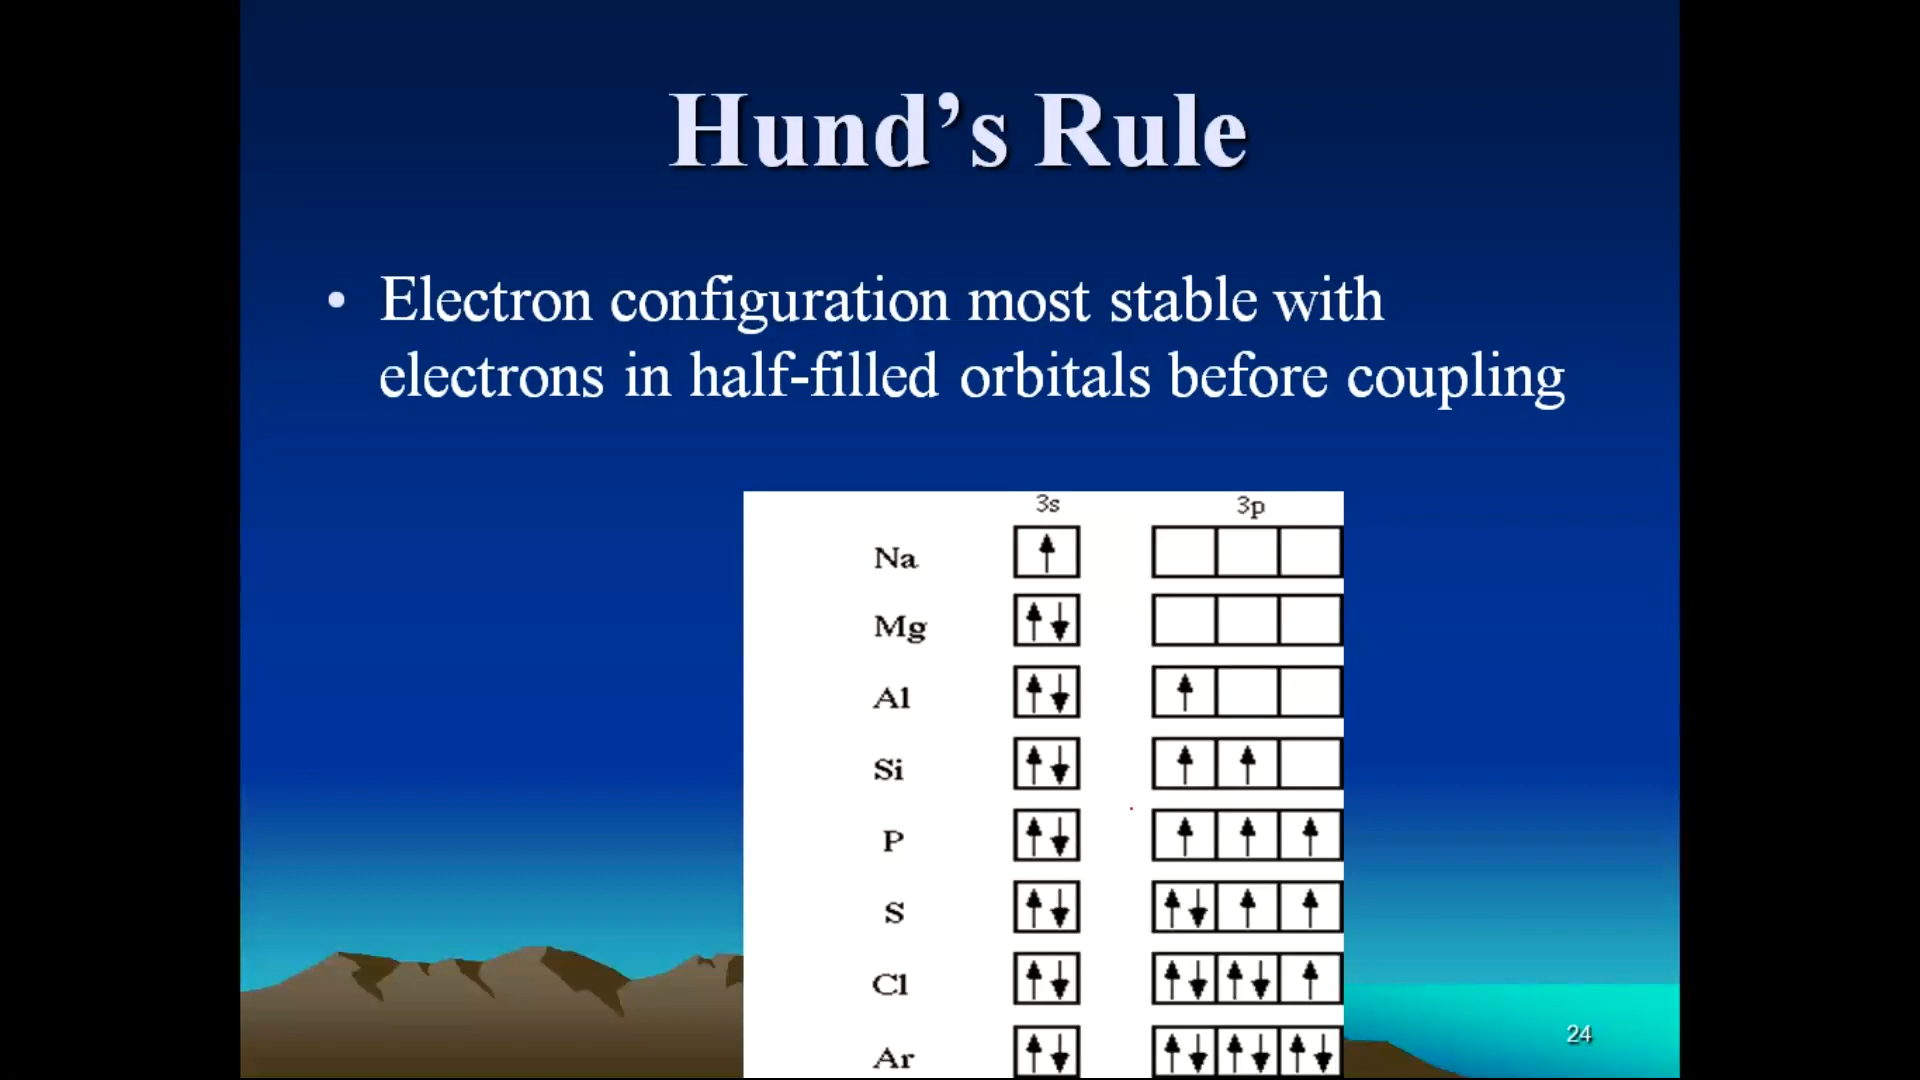 Hund’s Rule
• Electron configuration most stable with
electrons in half-filled orbitals before coupling
3s 3p
Na
Mg
Al
Si
P
S
Cl
Ar
24